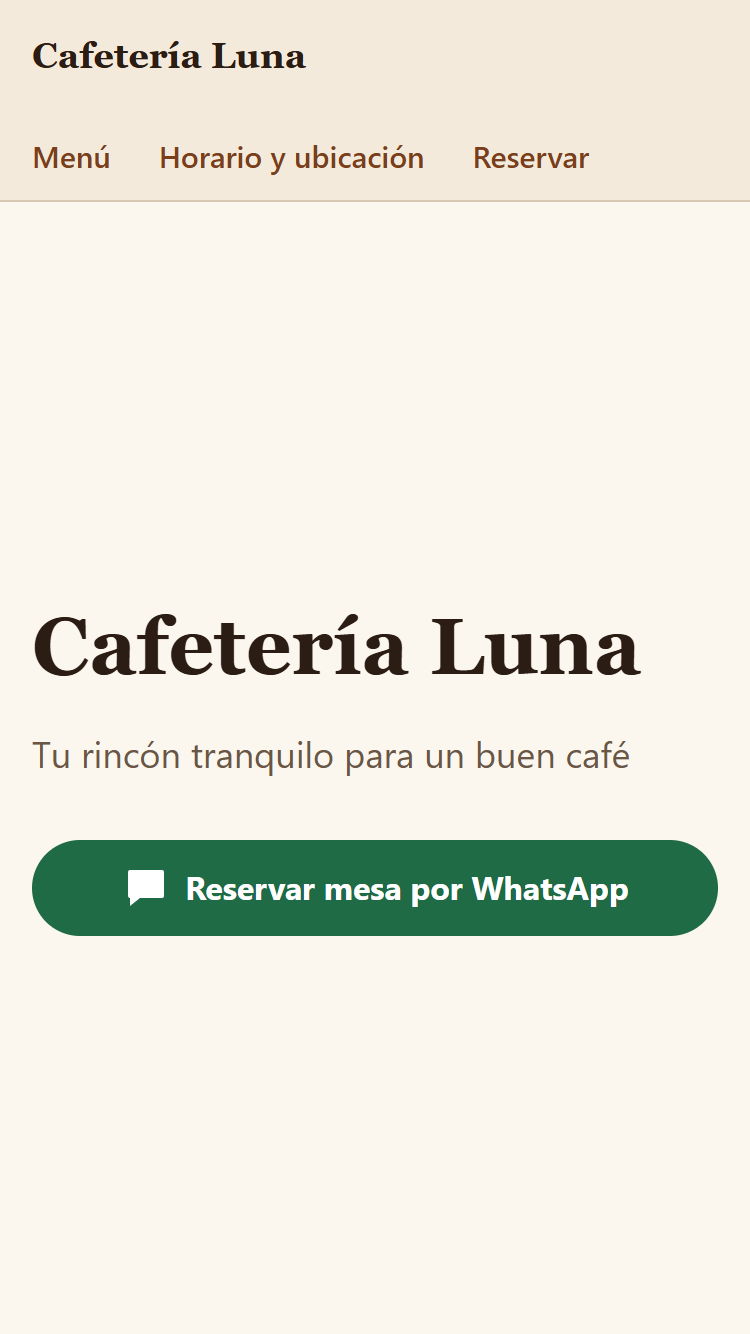 Cafetería Luna
Menú Horario y ubicación Reservar
Cafetería Luna
Tu rincón tranquilo para un buen café
Reservar mesa por WhatsApp